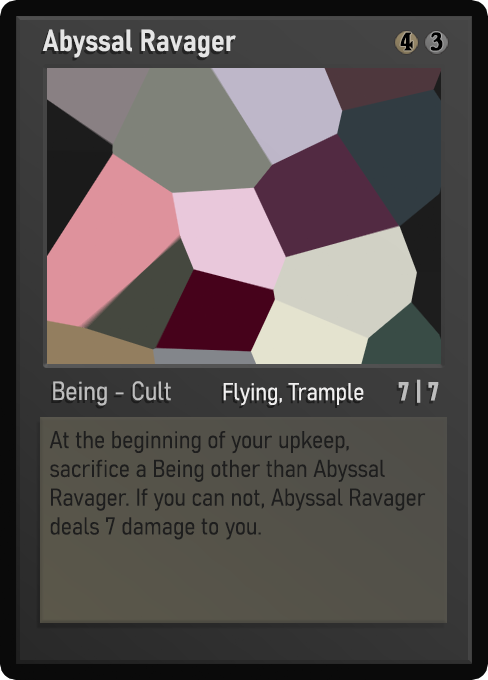 Abyssal Ravager 4 3
Being - Cult Flying, Trample 7|7
At the beginning of your upkeep,
sacrifice a Being other than Abyssal
Ravager. If you can not, Abyssal Ravager
deals 7 damage to you.